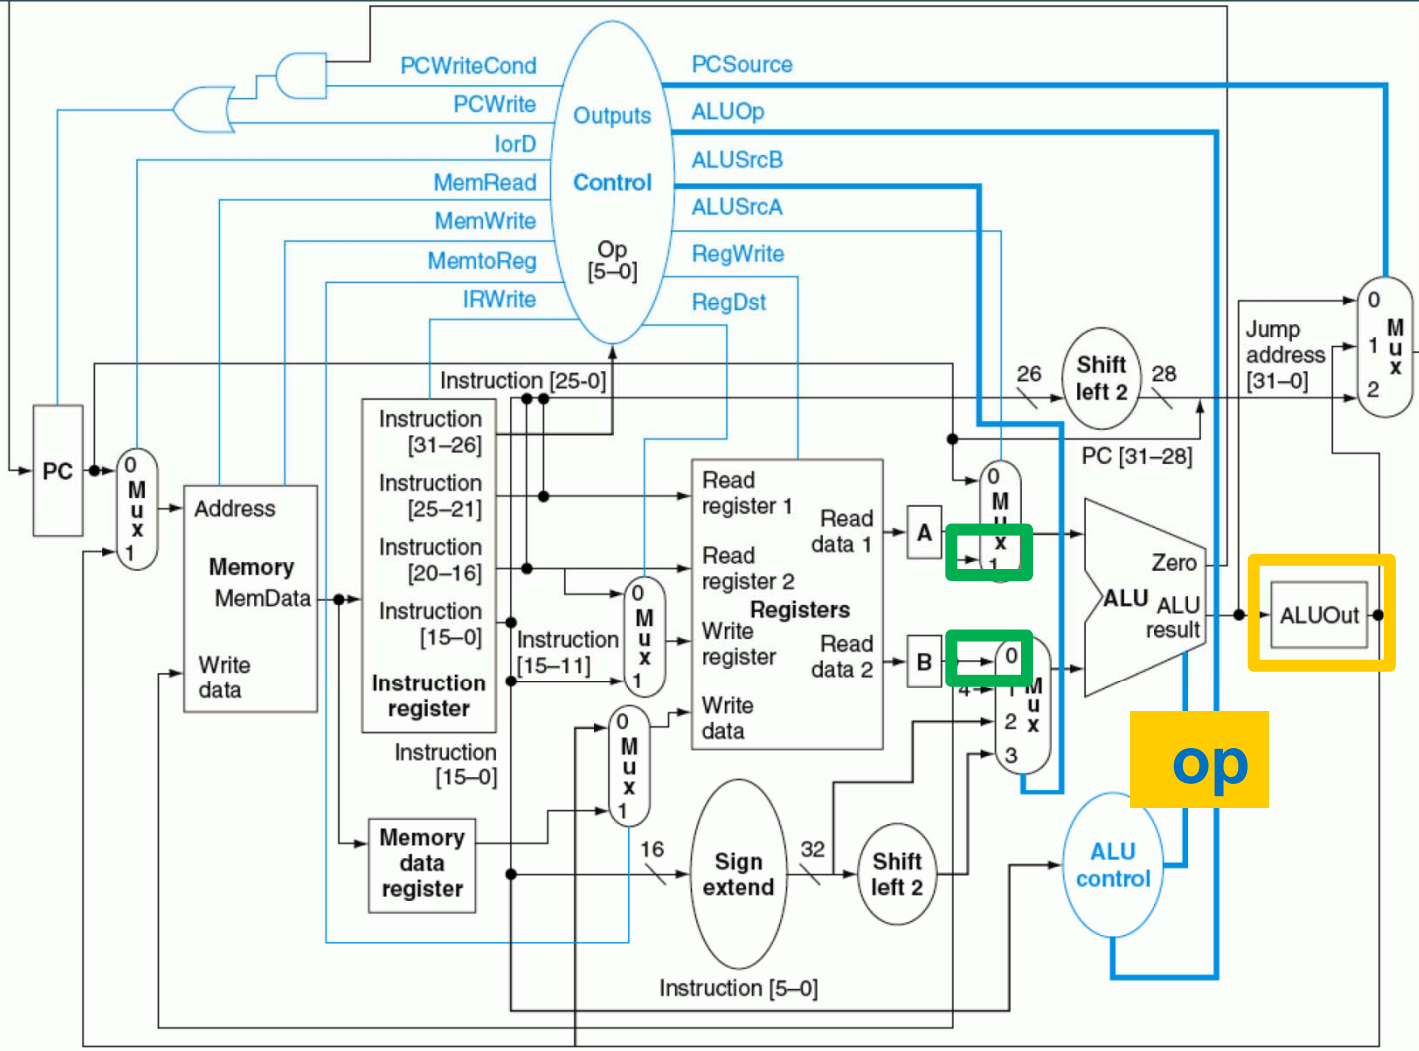 PCWriteCond
PCWrite
IorD
MemRead
MemWrite
MemtoReg
IRWrite
Outputs
Control
Op
[5–0]
PCSource
ALUOp
ALUSrcB
ALUSrcA
RegWrite
RegDst
0
1
2
M
u
x
Jump
address
[31–0]
26
Shift
left 2
28
PC [31–28]
Instruction [25-0]
PC
0
M
u
x
1
Address
Memory
MemData
Write
data
Instruction
[31–26]
Instruction
[25–21]
Instruction
[20–16]
Instruction
[15–0]
Instruction
register
Instruction
[15–0]
Instruction
[15–11]
0
M
u
x
1
0
M
u
x
1
Memory
data
register
Read
register 1
Read
register 2
Registers
Write
register
Write
data
Read
data 1
Read
data 2
A
B
0
M
u
x
1
0
4
1
M
u
x
2
3
Zero
ALU
ALU
result
ALUOut
op
ALU
control
16
Sign
extend
32
Shift
left 2
Instruction [5–0]